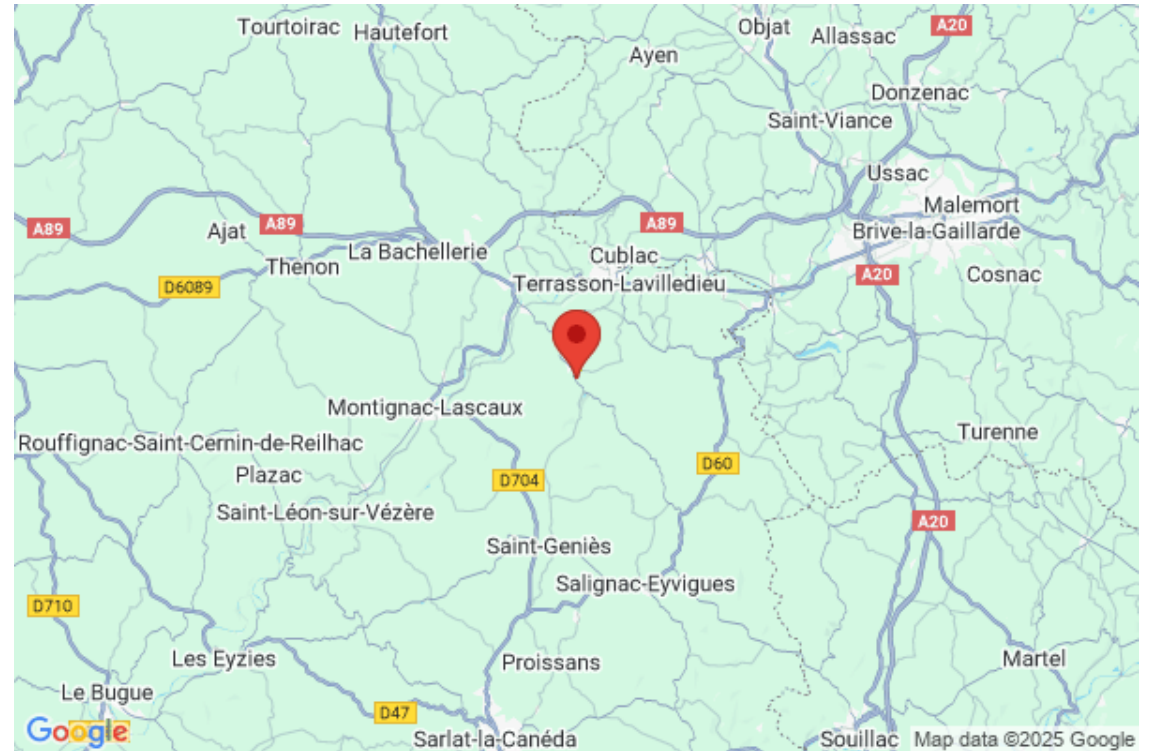 Tourtoirac
Hautefort
Objat
Allassac
A20
Ayen
Donzenac
Saint-Viance
Ussac
Malemort
A89
Ajat
A89
La Bachellerie
A89
Brive-la-Gaillarde
Thenon
Cublac
A20
Cosnac
D6089
Terrasson-Lavilledieu
Montignac-Lascaux
Rouffignac-Saint-Cernin-de-Reilhac
Turenne
Plazac
D704
D60
Saint-Léon-sur-Vézère
A20
Saint-Geniès
Salignac-Eyvigues
D710
Les Eyzies
Proissans
Martel
Le Bugue
D47
Google
Sarlat-la-Canéda
Souillac
Map data ©2025 Google